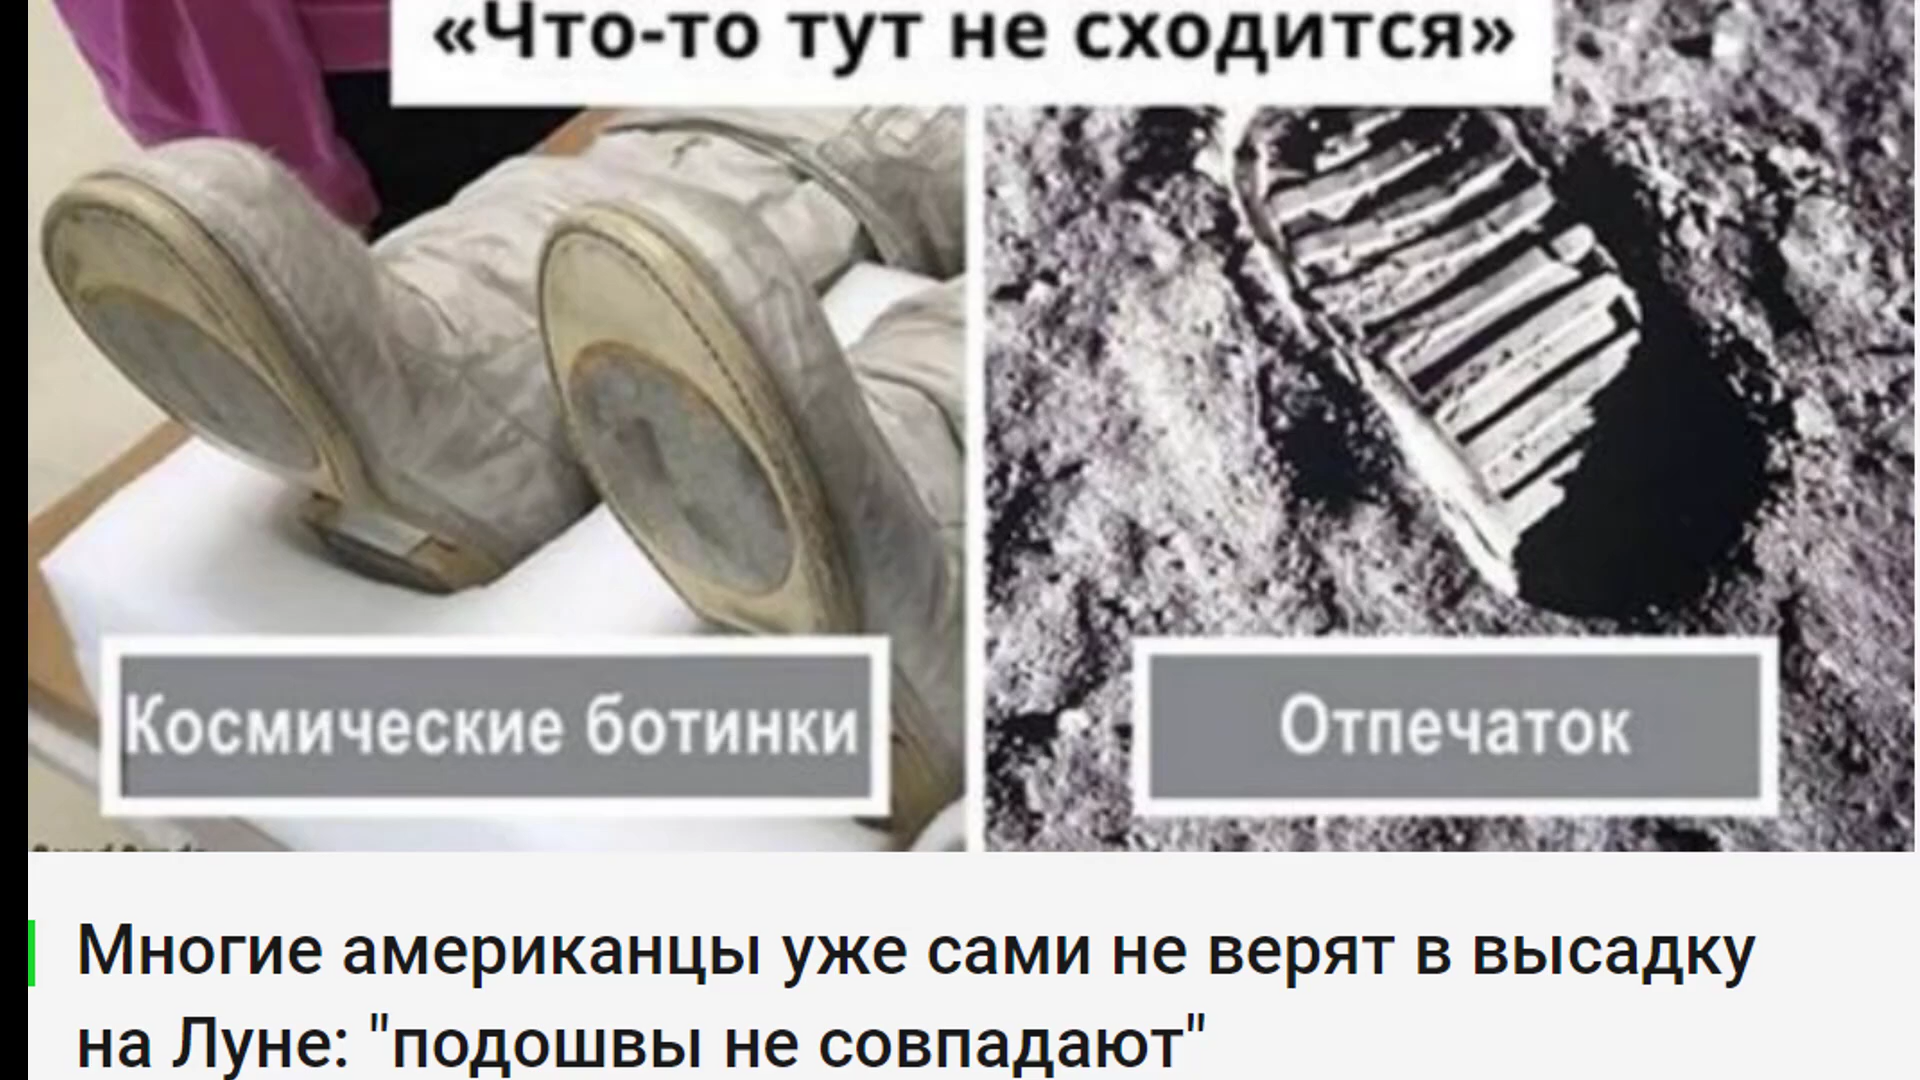 «Что-то тут не сходится»
Космические ботинки
Отпечаток
Многие американцы уже сами не верят в высадку
на Луне: "подошвы не совпадают"